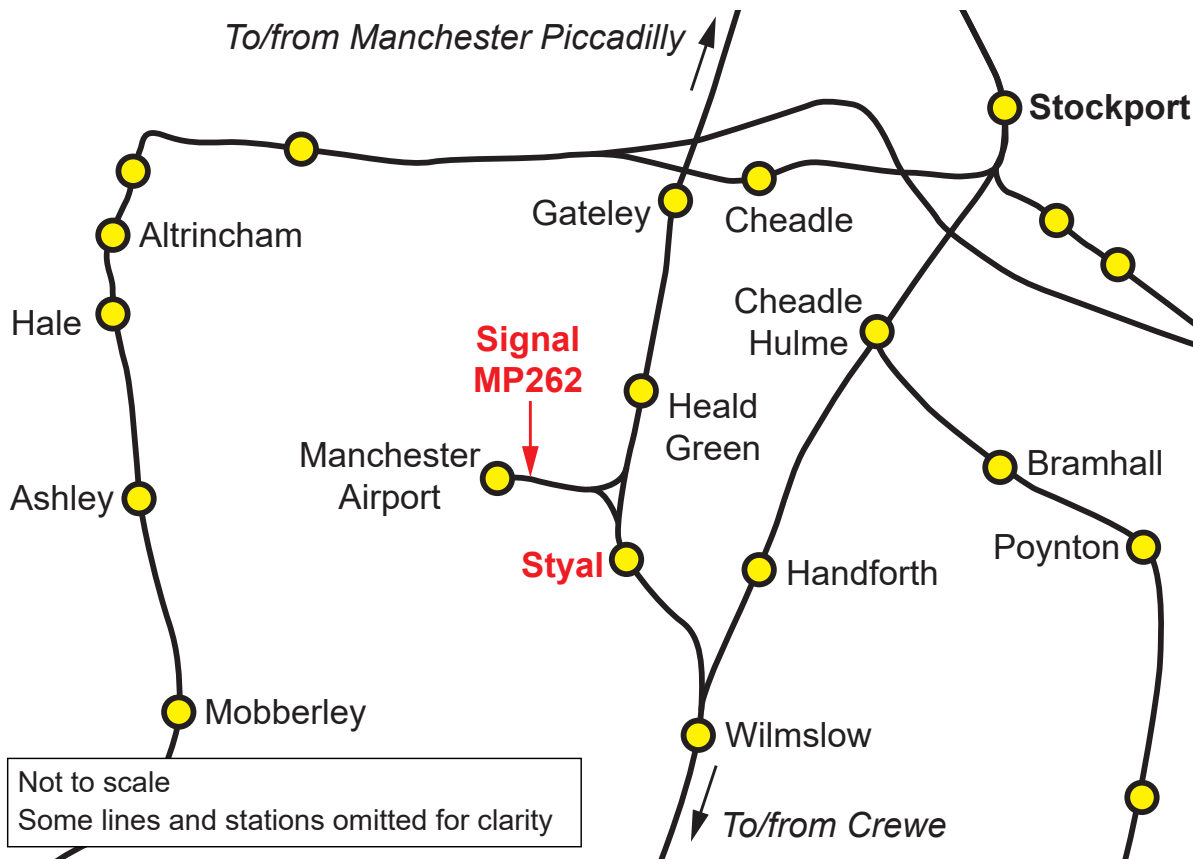 To/from Manchester Piccadilly
Stockport
Gateley
Cheadle
Altrincham
Hale
Cheadle
Hulme
Signal
MP262
Heald
Green
Manchester
Airport
Bramhall
Ashley
Styal
Handforth
Poynton
Mobberley
Wilmslow
Not to scale
Some lines and stations omitted for clarity
To/from Crewe